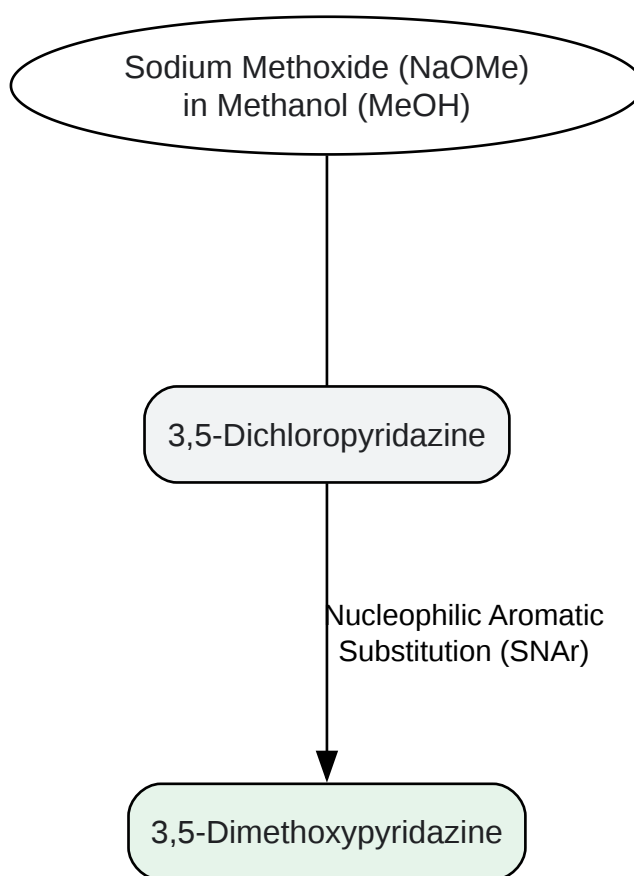 Sodium Methoxide (NaOMe)
in Methanol (MeOH)
3,5-Dichloropyridazine
Nucleophilic Aromatic
Substitution (SNAr)
3,5-Dimethoxypyridazine